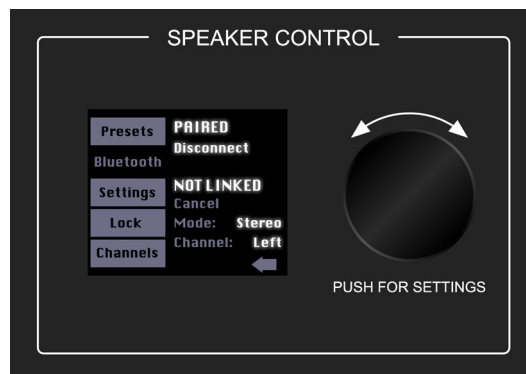 SPEAKER CONTROL
Presets
Bluetooth
Settings
Lock
Channels
PAIRED
Disconnect
NOT LINKED
Cancel
Mode: Stereo
Channel: Left
PUSH FOR SETTINGS